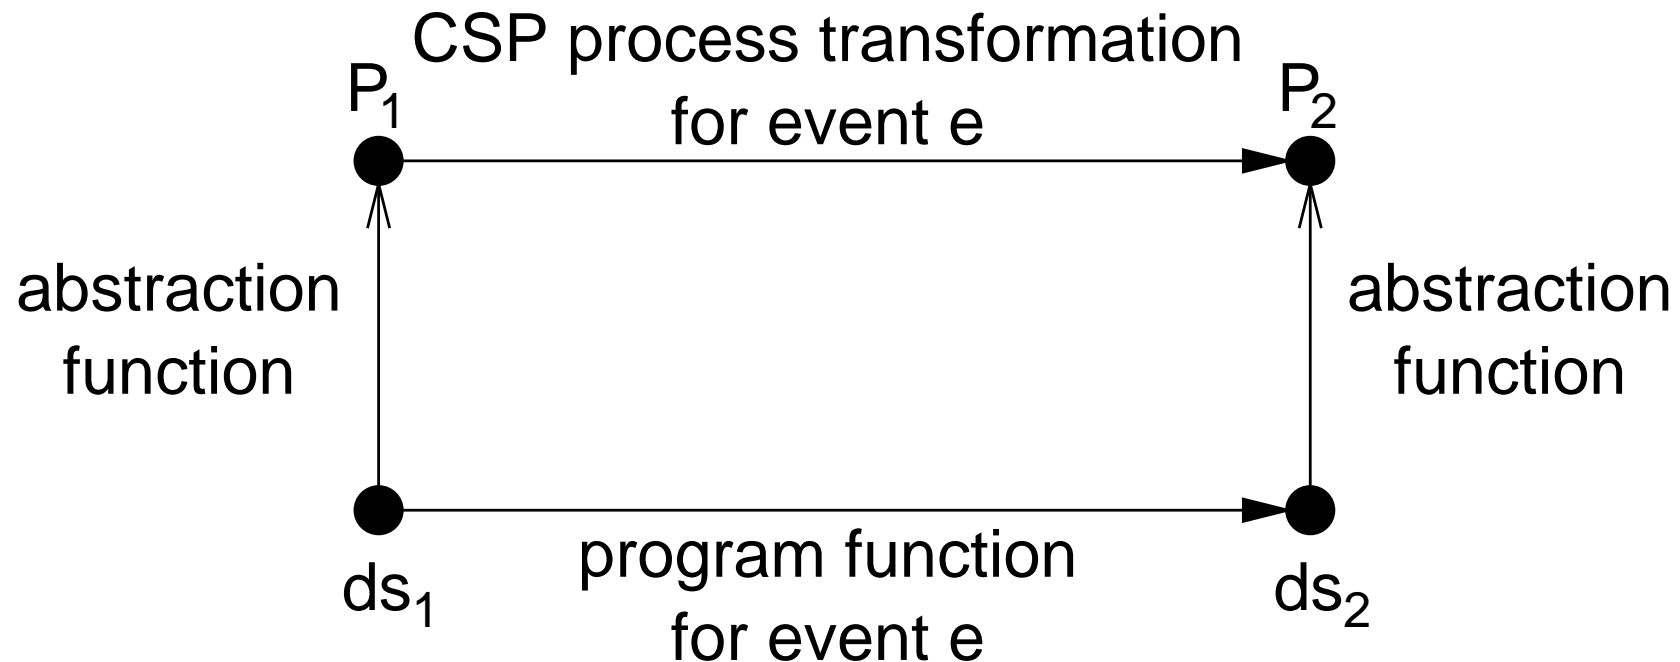 CSP process transformation
for event e
P1
P2
abstraction
function
abstraction
function
program function
for event e
ds1
ds2